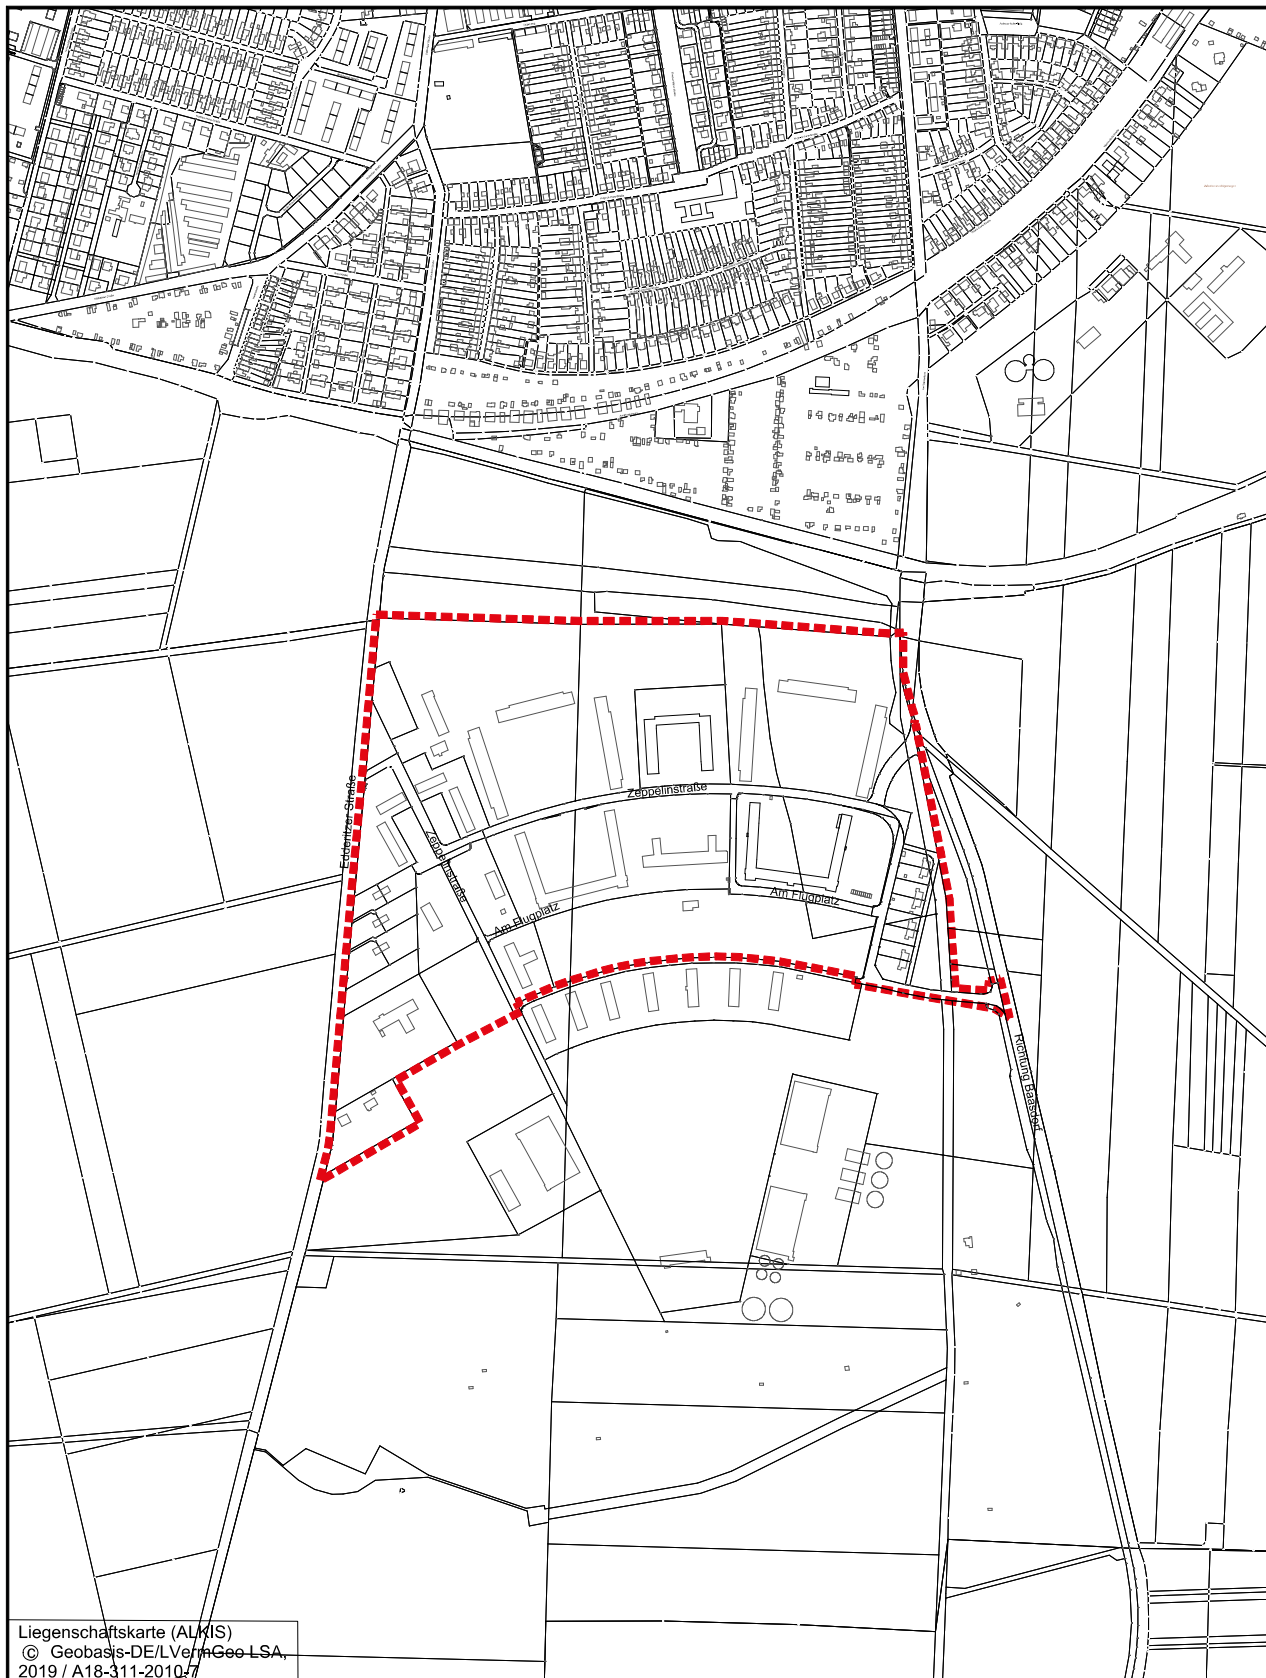 Zeppelinstraße
Edderitzer Straße
Zeppelinstraße
Am Flugplatz
Am Flugplatz
Richtung Baasdorf
Liegenschaftskarte (ALKIS)
© Geobasis-DE/LVermGeo LSA,
2019 / A18-311-2010-7